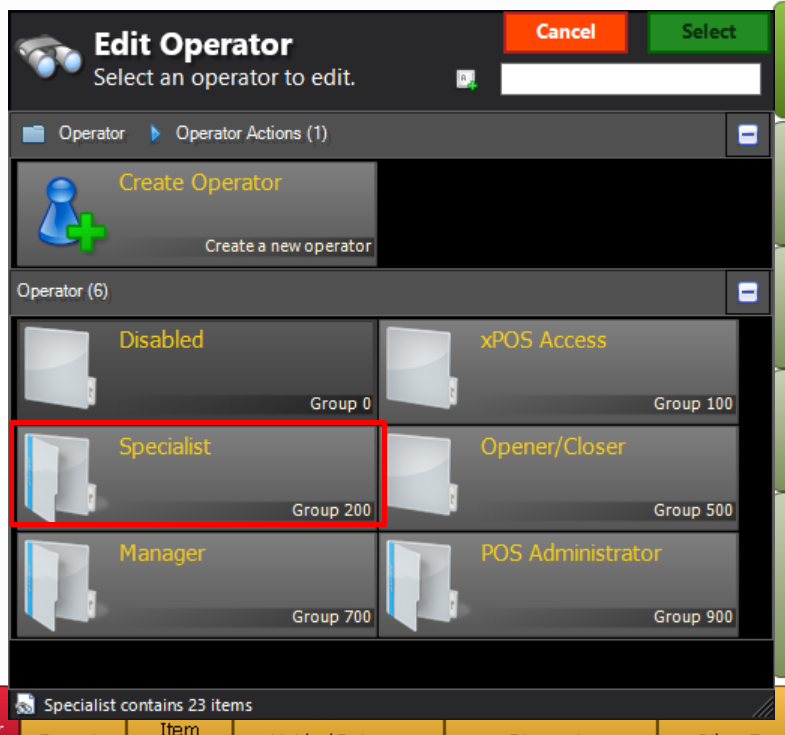 Edit Operator
Cancel
Select
Select an operator to edit.
Operator
Operator Actions (1)
Create Operator
Create a new operator
Operator (6)
Disabled
Group 0
xPOS Access
Group 100
Specialist
Group 200
Opener/Closer
Group 500
Manager
Group 700
POS Administrator
Group 900
Specialist contains 23 items
Item